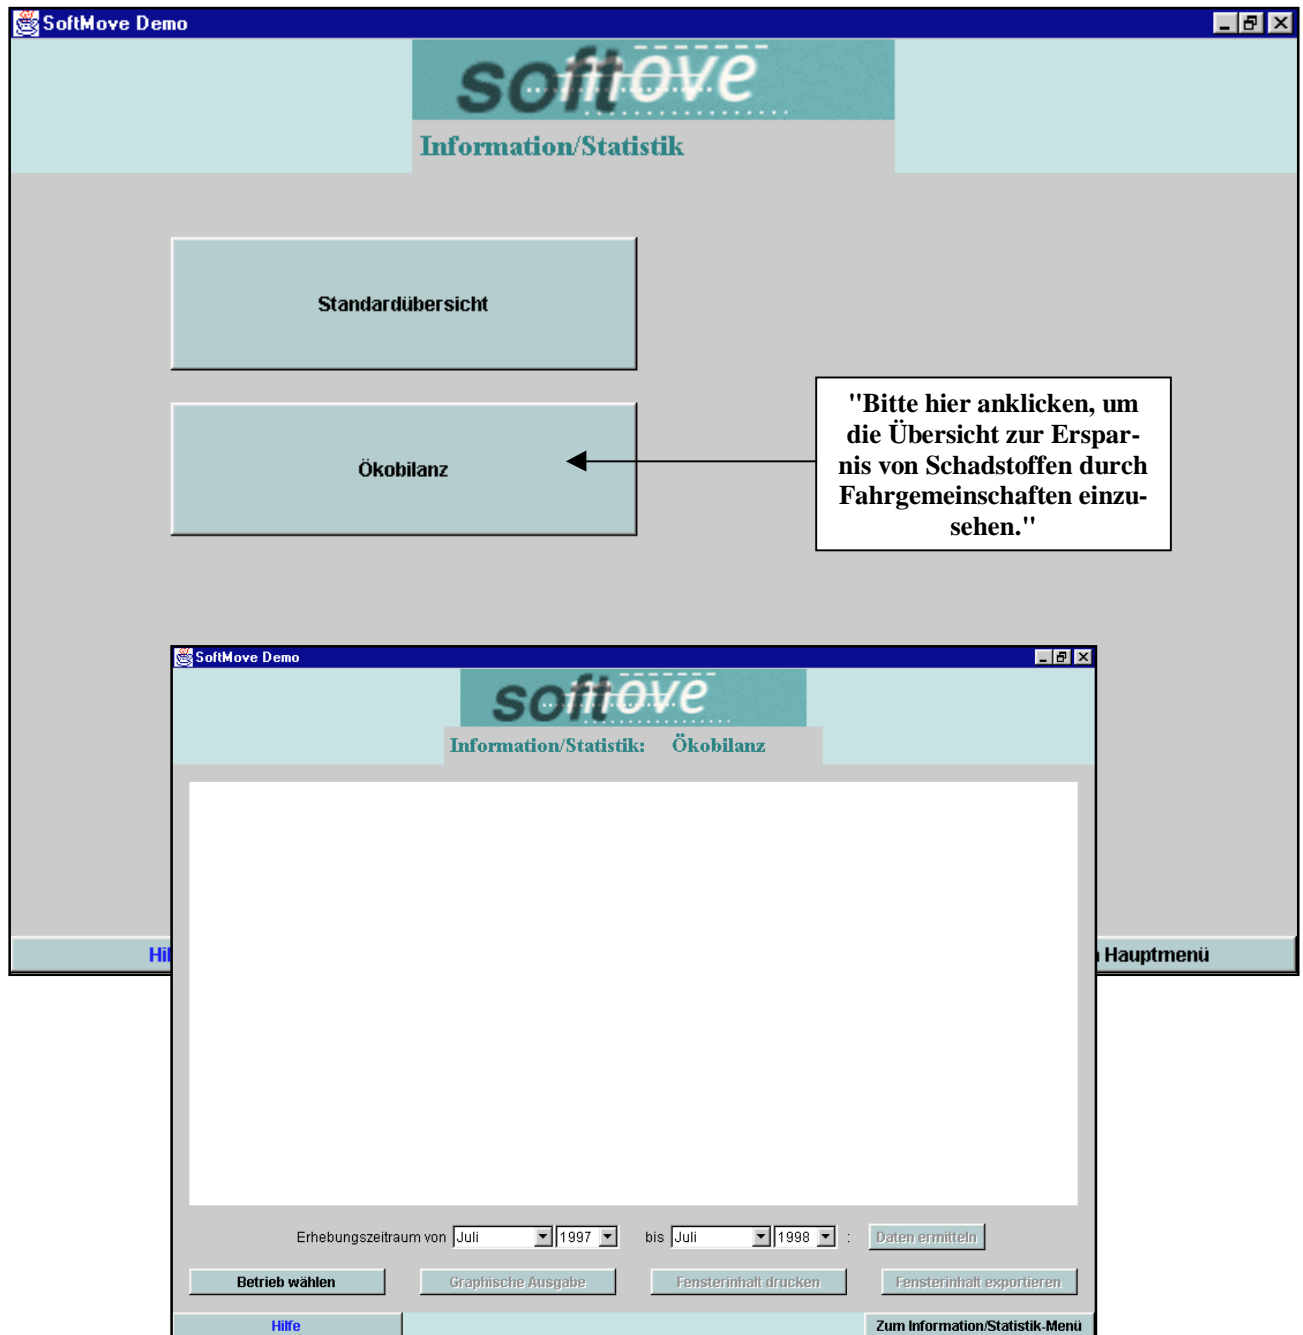 SoftMove Demo
softmove
Information/Statistik
Standardübersicht
Ökobilanz
"Bitte hier anklicken, um
die Übersicht zur Erspar-
nis von Schadstoffen durch
Fahrgemeinschaften einzu-
sehen."
SoftMove Demo
softmove
Information/Statistik: Ökobilanz
Hauptmenü
Erhebungszeitraum von Juli 1997 bis Juli 1998 : Daten ermitteln
Betrieb wählen Graphische Ausgabe Fensterinhalt drucken Fensterinhalt exportieren
Hilfe Zum Information/Statistik-Menü